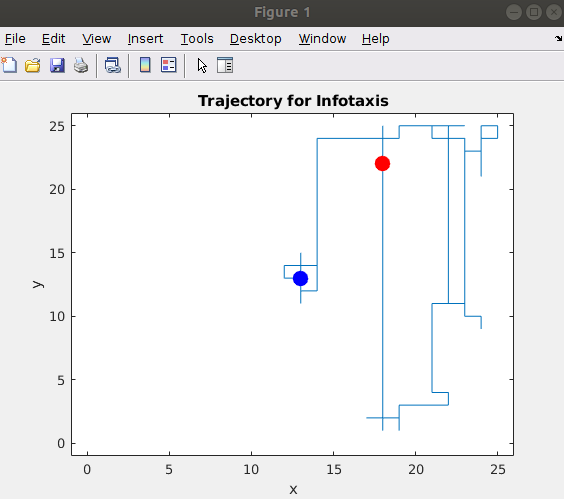 Figure 1
File Edit View Insert Tools Desktop Window Help
Trajectory for Infotaxis
25
20
15
10
5
0
y
0 5 10 15 20 25
x